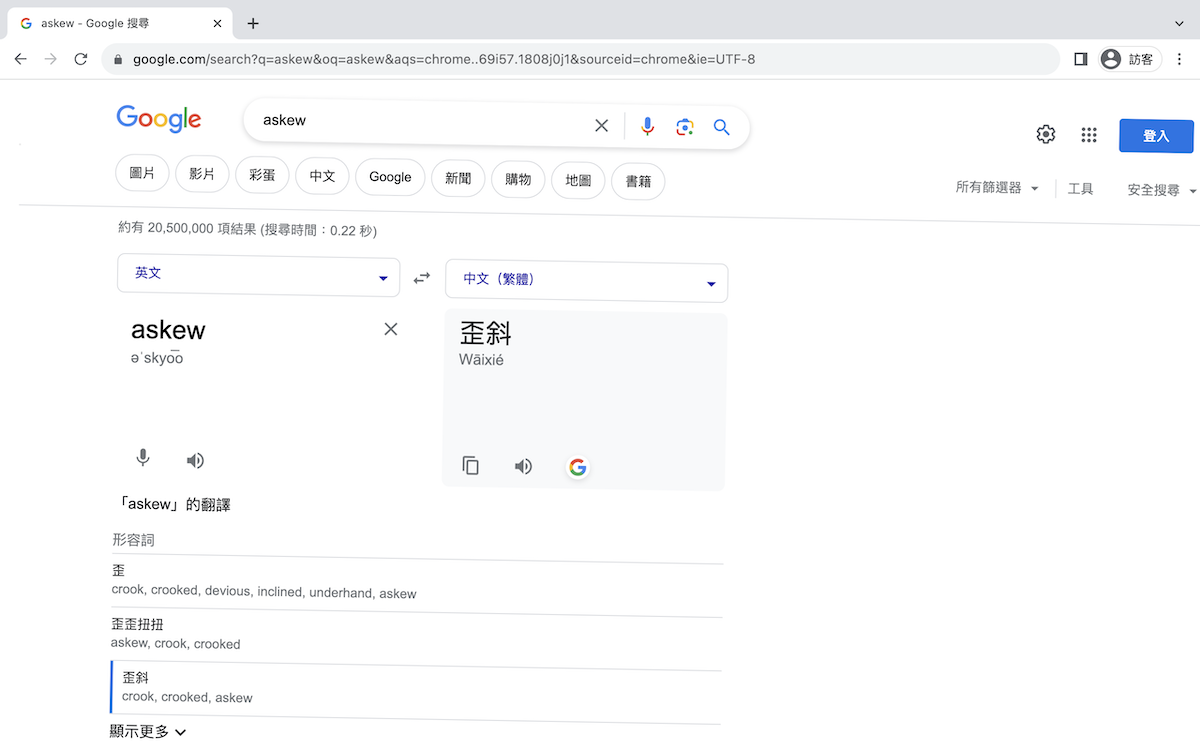 askew - Google 搜尋
google.com/search?q=askew&oq=askew&aqs=chrome..69i57.1808j0j1&sourceid=chrome&ie=UTF-8
訪客
Google
askew
登入
圖片 影片 彩蛋 中文 Google 新聞 購物 地圖 書籍
所有篩選器 工具 安全搜尋
約有 20,500,000 項結果 (搜尋時間：0.22 秒)
英文
中文（繁體）
askew
əˈskyo͞o
歪斜
Wāixié
「askew」的翻譯
形容詞
歪
crook, crooked, devious, inclined, underhand, askew
歪歪扭扭
askew, crook, crooked
歪斜
crook, crooked, askew
顯示更多